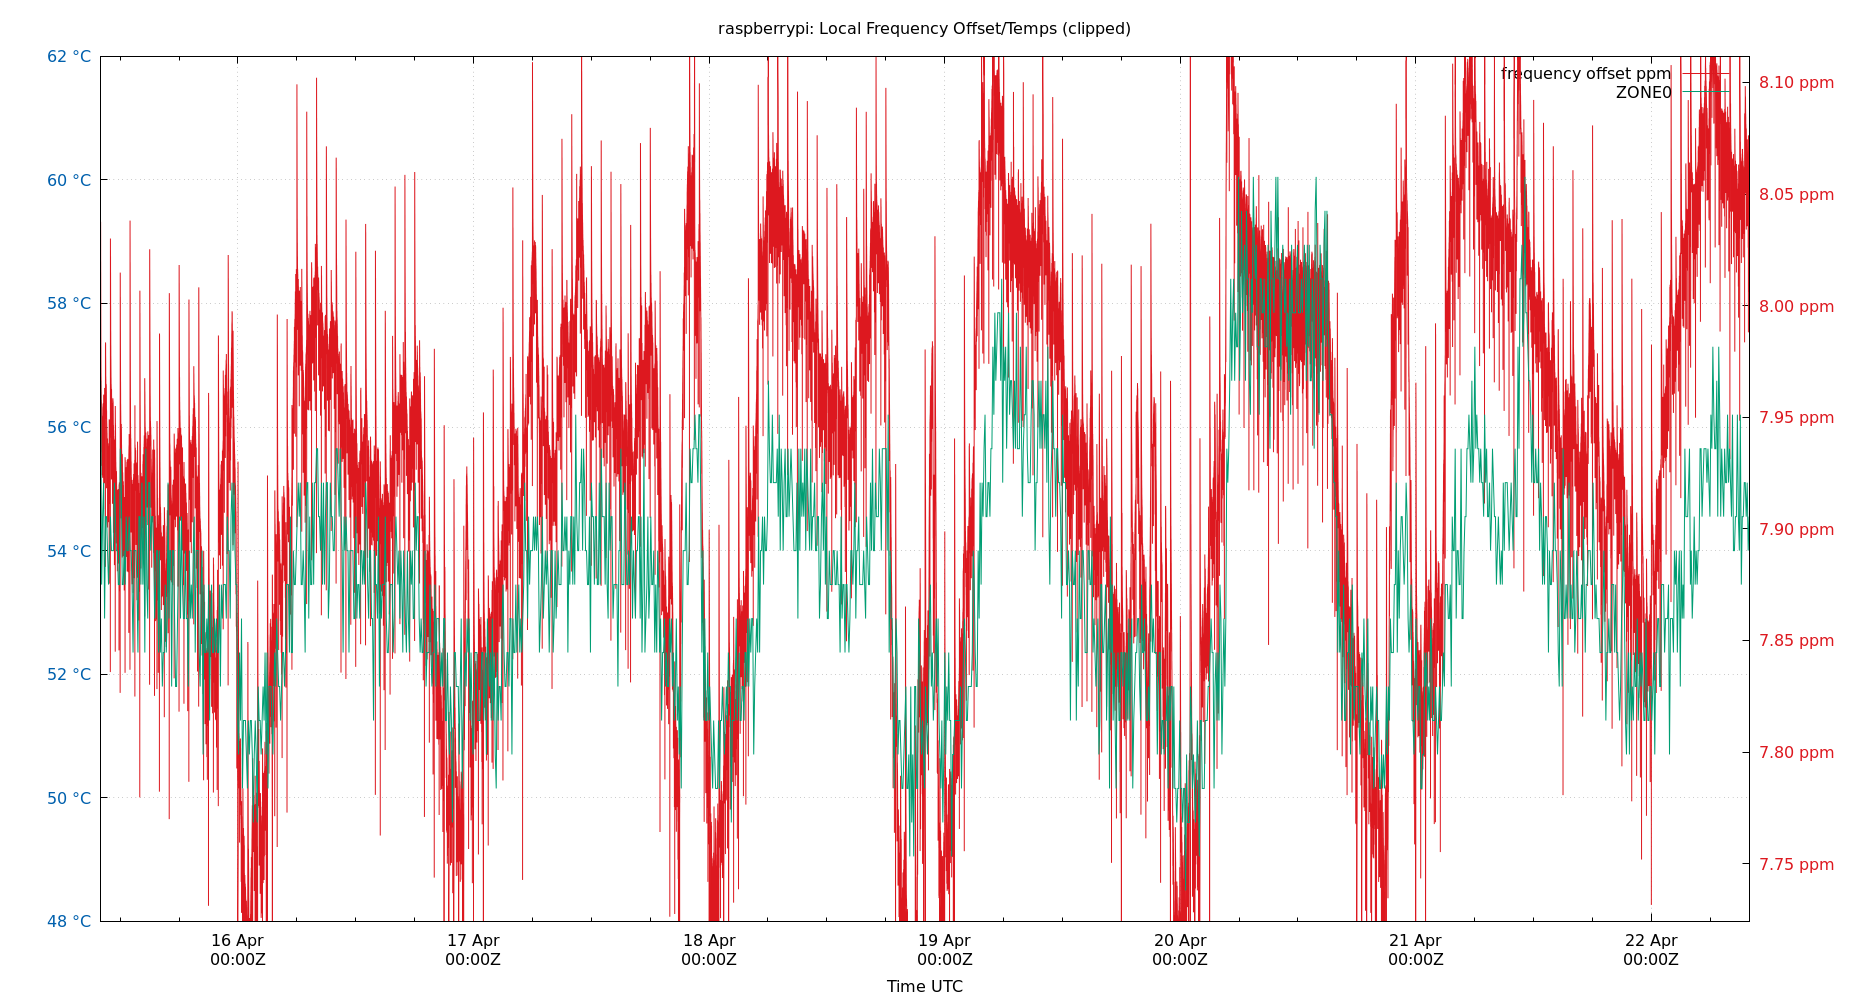 raspberrypi: Local Frequency Offset/Temps (clipped)
62 °C
60 °C
58 °C
56 °C
54 °C
52 °C
50 °C
48 °C
frequency offset ppm
ZONE0
8.10 ppm
8.05 ppm
8.00 ppm
7.95 ppm
7.90 ppm
7.85 ppm
7.80 ppm
7.75 ppm
16 Apr 17 Apr 18 Apr 19 Apr 20 Apr 21 Apr 22 Apr
00:00Z 00:00Z 00:00Z 00:00Z 00:00Z 00:00Z 00:00Z
Time UTC